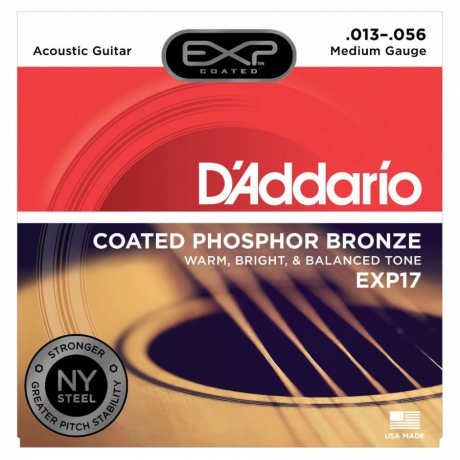 Acoustic Guitar
EXP™
COATED
.013–.056
Medium Gauge
D'Addario
COATED PHOSPHOR BRONZE
WARM, BRIGHT, & BALANCED TONE
EXP17
STRONGER
NY
STEEL
GREATER PITCH STABILITY
USA MADE